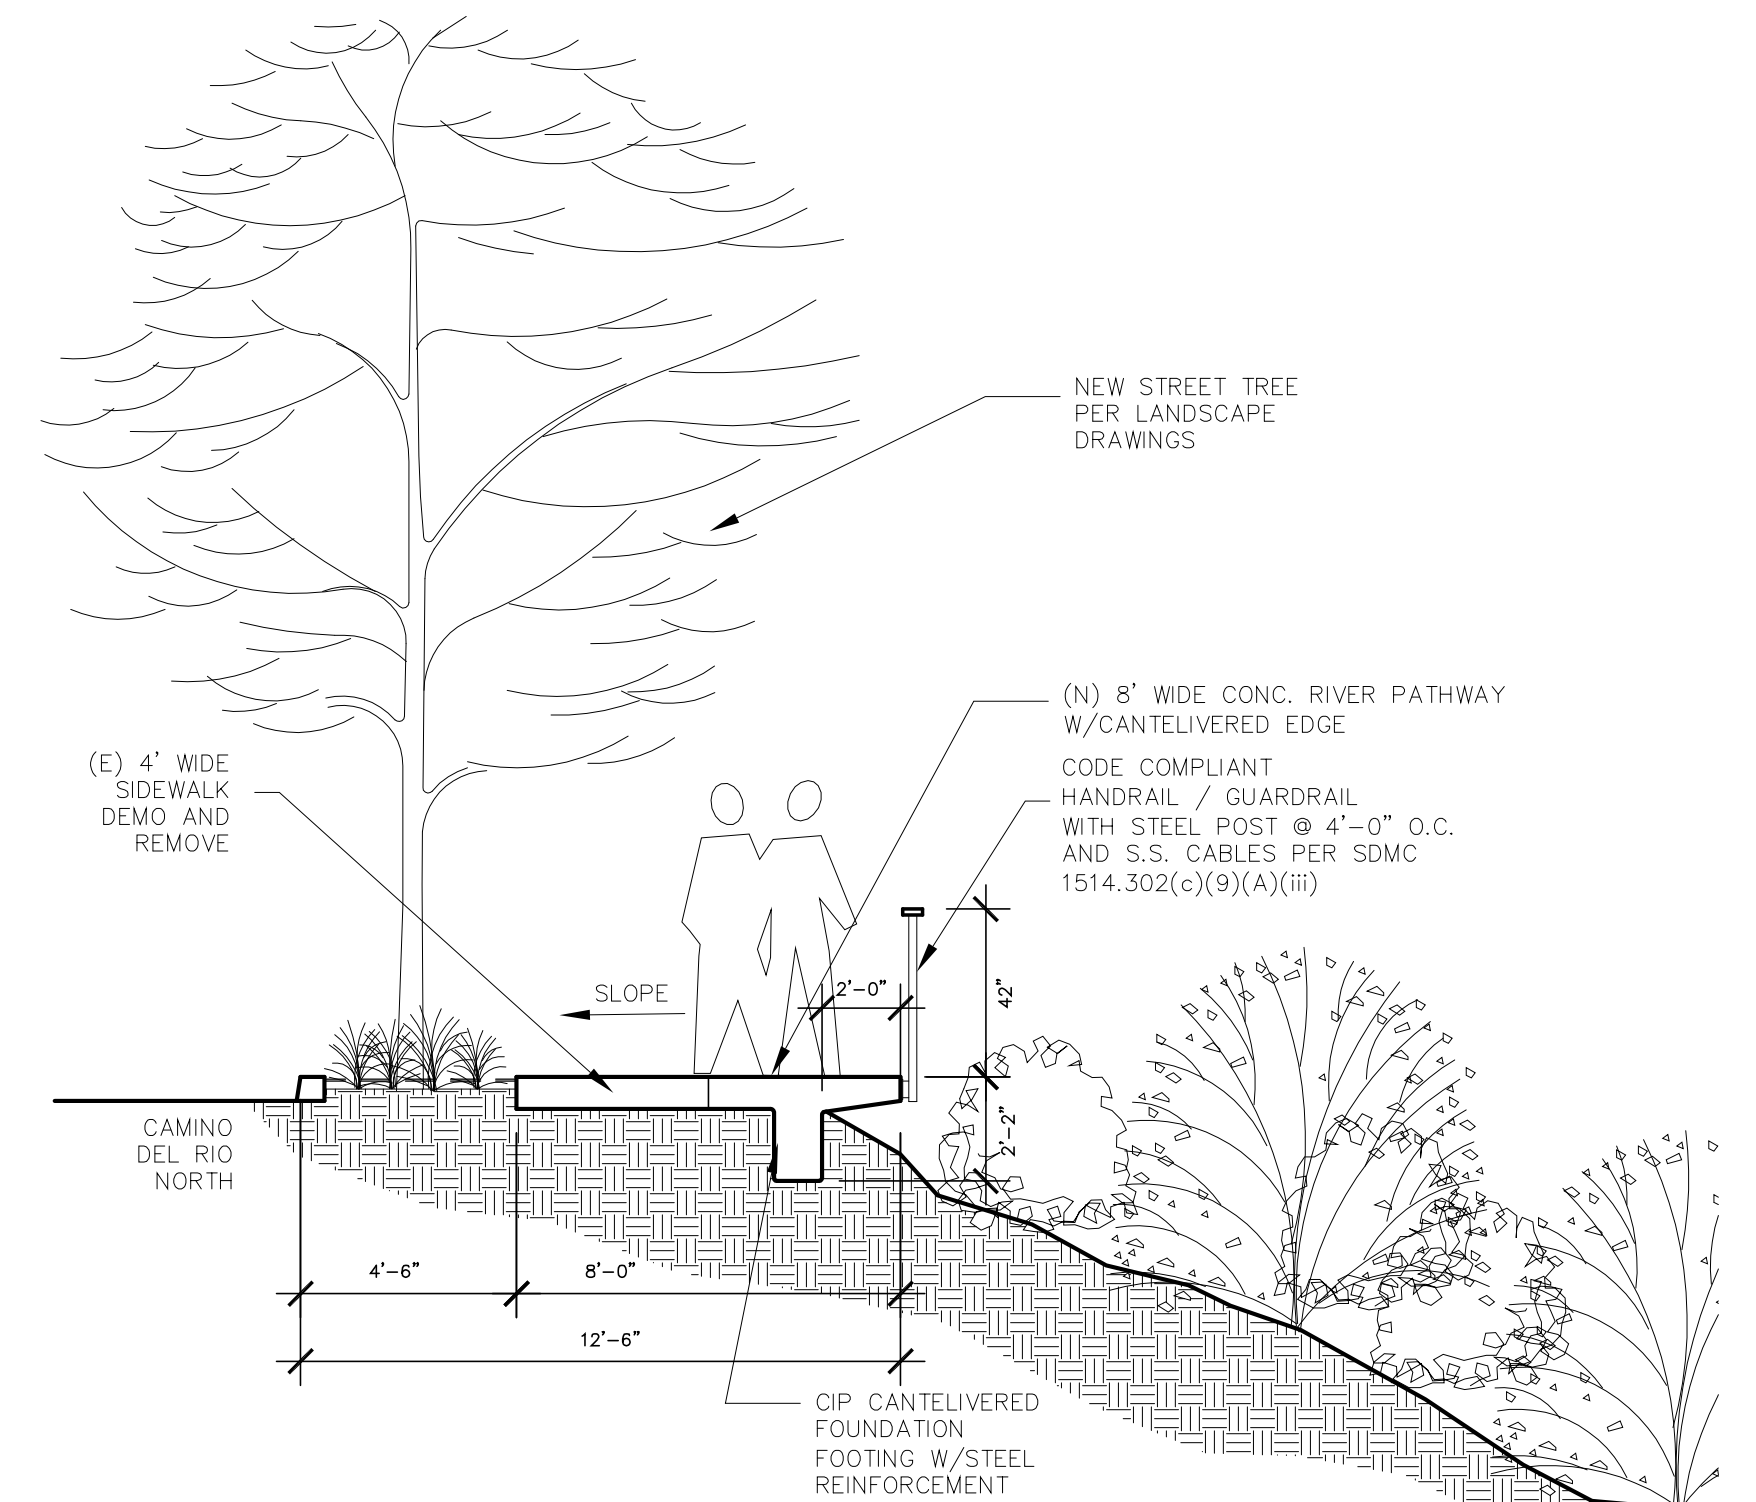 NEW STREET TREE
PER LANDSCAPE
DRAWINGS
(N) 8' WIDE CONC. RIVER PATHWAY
W/CANTELIVERED EDGE
(E) 4' WIDE
SIDEWALK
DEMO AND
REMOVE
CODE COMPLIANT
HANDRAIL / GUARDRAIL
WITH STEEL POST @ 4'-0" O.C.
AND S.S. CABLES PER SDMC
1514.302(c)(9)(A)(iii)
SLOPE
2'-0"
42"
CAMINO
DEL RIO
NORTH
2'-2"
4'-6"
8'-0"
12'-6"
CIP CANTELIVERED
FOUNDATION
FOOTING W/STEEL
REINFORCEMENT